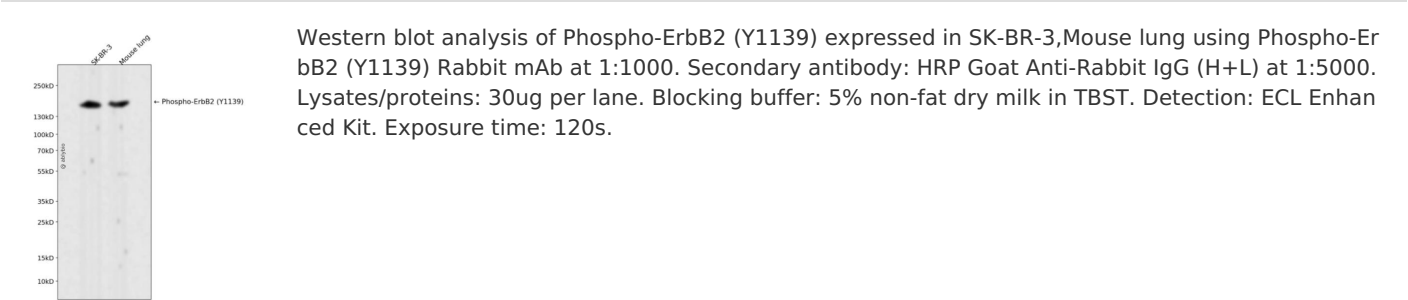 SK-BR-3
Mouse lung
250kD
130kD
100kD
70kD
55kD
35kD
25kD
15kD
10kD
← Phospho-ErbB2 (Y1139)
@ abybio
Western blot analysis of Phospho-ErbB2 (Y1139) expressed in SK-BR-3,Mouse lung using Phospho-Er
bB2 (Y1139) Rabbit mAb at 1:1000. Secondary antibody: HRP Goat Anti-Rabbit IgG (H+L) at 1:5000.
Lysates/proteins: 30ug per lane. Blocking buffer: 5% non-fat dry milk in TBST. Detection: ECL Enhan
ced Kit. Exposure time: 120s.